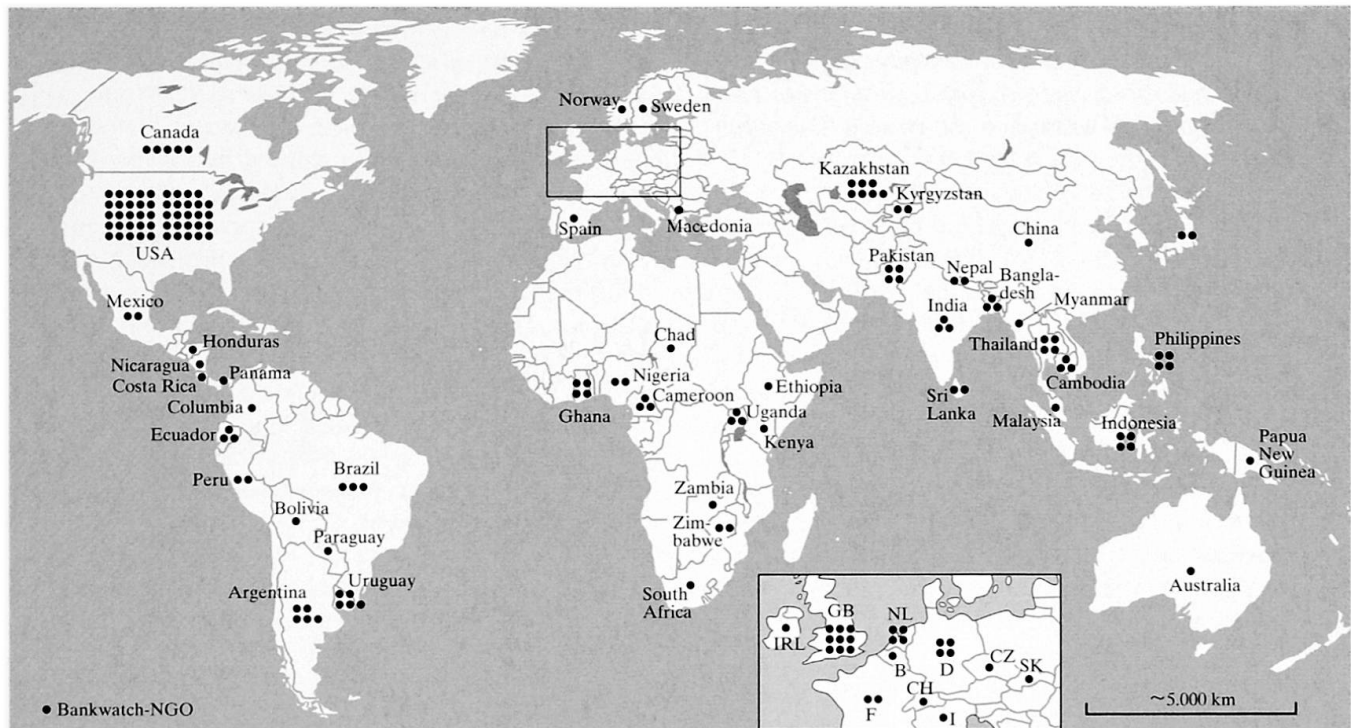 Norway
Sweden
Canada
Kazakhstan
Kyrgyzstan
USA
Spain
Macedonia
China
Pakistan
Nepal
Bangla-
desh
Mexico
India
Myanmar
Honduras
Chad
Thailand
Philippines
Nicaragua
Costa Rica
Panama
Nigeria
Ethiopia
Cambodia
Columbia
Ghana
Cameroon
Uganda
Sri
Lanka
Malaysia
Ecuador
Kenya
Indonesia
Papua
New
Guinea
Peru
Brazil
Zambia
Bolivia
Zim-
babwe
Paraguay
Argentina
Uruguay
South
Africa
Australia
GB
NL
IRL
B
D
CZ
SK
CH
F
I
~5.000 km
Bankwatch-NGO